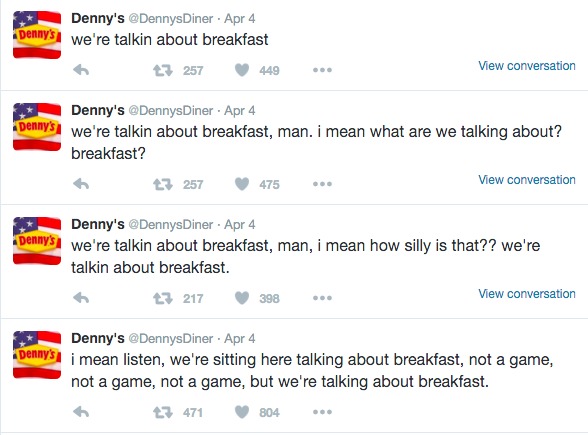 Denny's
Denny's @DennysDiner · Apr 4
we're talkin about breakfast
257 449 View conversation
Denny's
Denny's @DennysDiner · Apr 4
we're talkin about breakfast, man. i mean what are we talking about?
breakfast?
257 475 View conversation
Denny's
Denny's @DennysDiner · Apr 4
we're talkin about breakfast, man, i mean how silly is that?? we're
talkin about breakfast.
217 398 View conversation
Denny's
Denny's @DennysDiner · Apr 4
i mean listen, we're sitting here talking about breakfast, not a game,
not a game, not a game, but we're talking about breakfast.
471 804